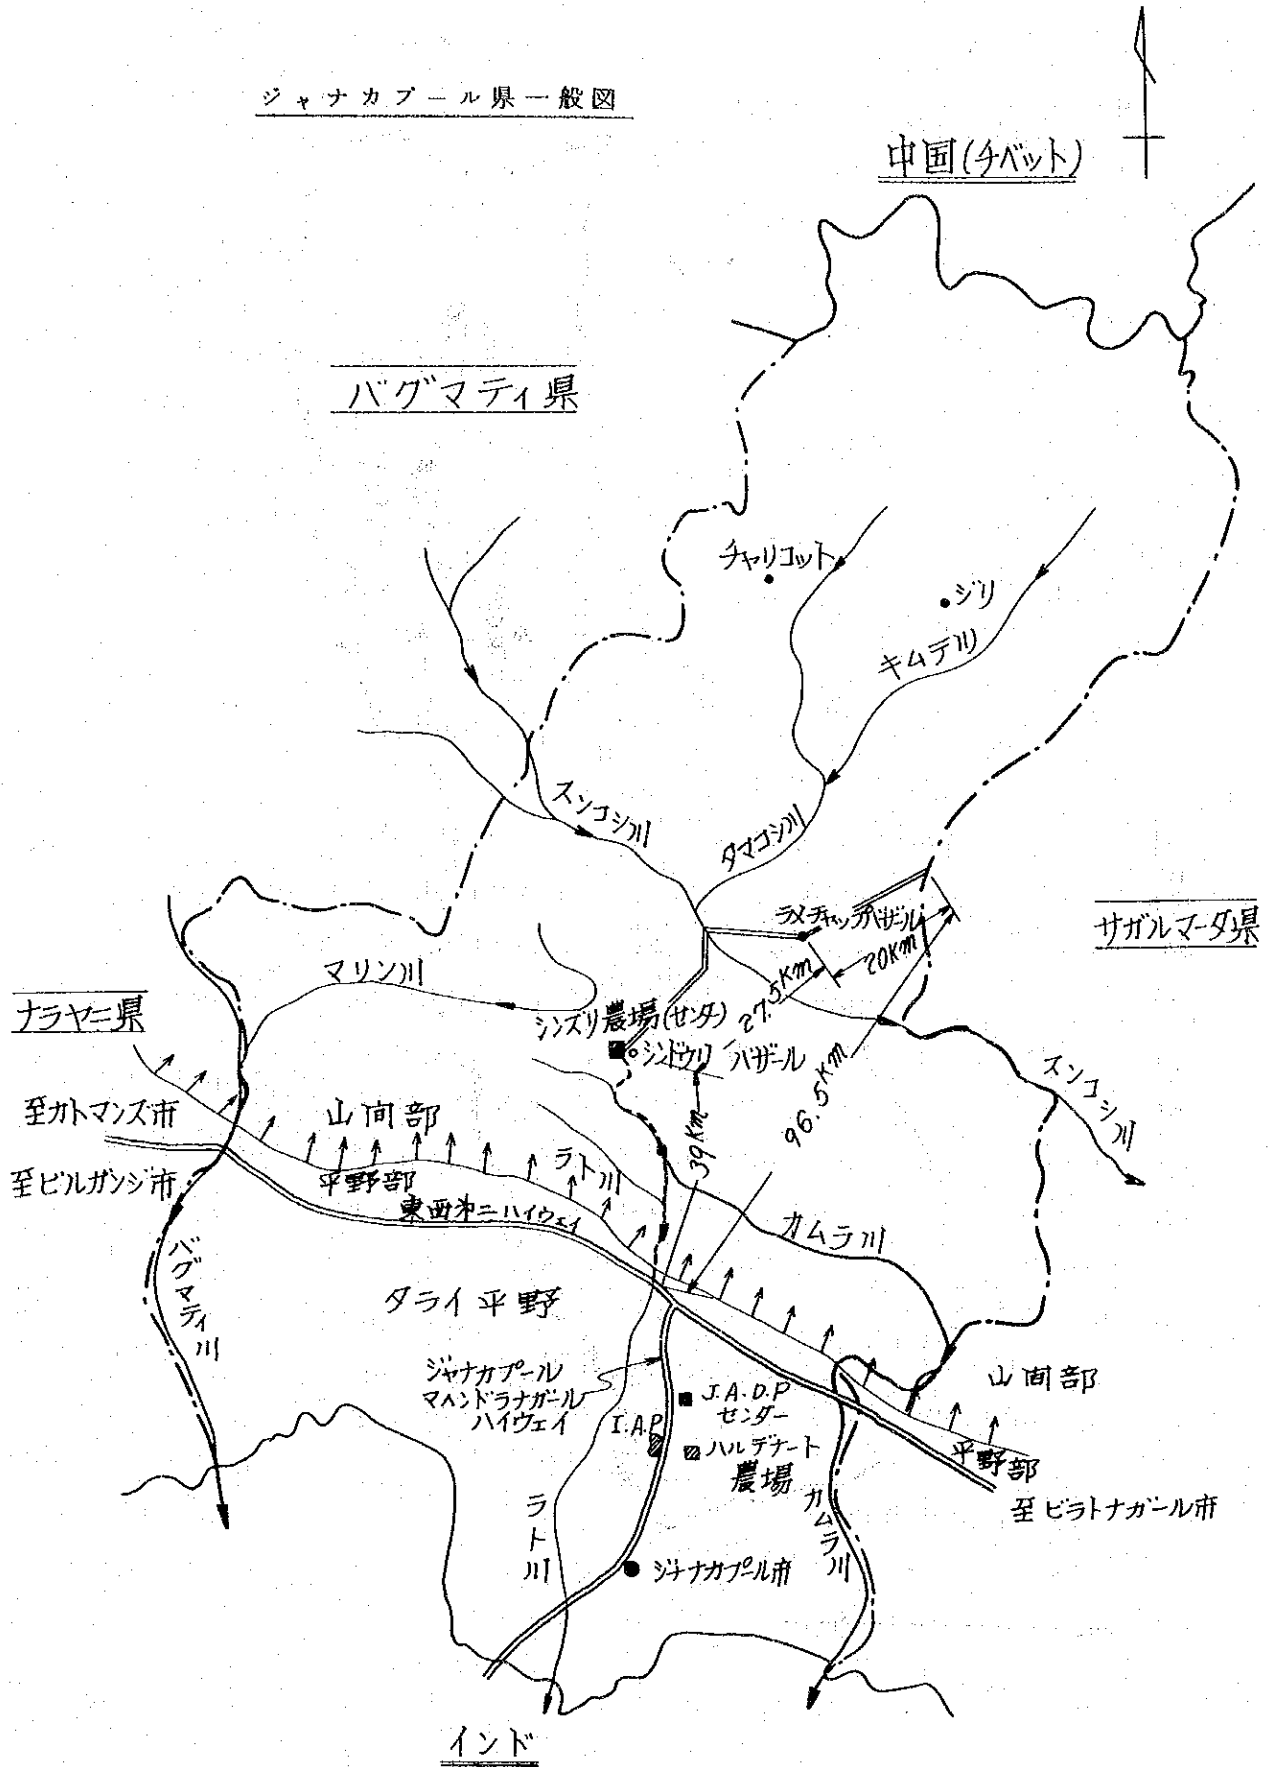 ジャナカプール県一般図
中国(チベット)
バグマティ県
チャリコット
ジリ
キムテ川
スンコシ川
タマコシ川
ラメチャップバザール
サガルマータ県
20KM
27.5KM
マリン川
ナラヤニ県
シンズリ農場(センター)
シンドウリ バザール
96.5KM
39KM
スンコシ川
至カトマンズ市
山間部
至ビルガンジ市
平野部
ラト川
東西第二ハイウェイ
カムラ川
バグマティ川
タライ平野
ジャナカプール
マヘンドラナガール
ハイウェイ
J.A.D.P
センター
I.A.P
ハルデナート
農場
山間部
平野部
至ビラトナガール市
ラト川
カムラ川
ジナナカプール市
インド